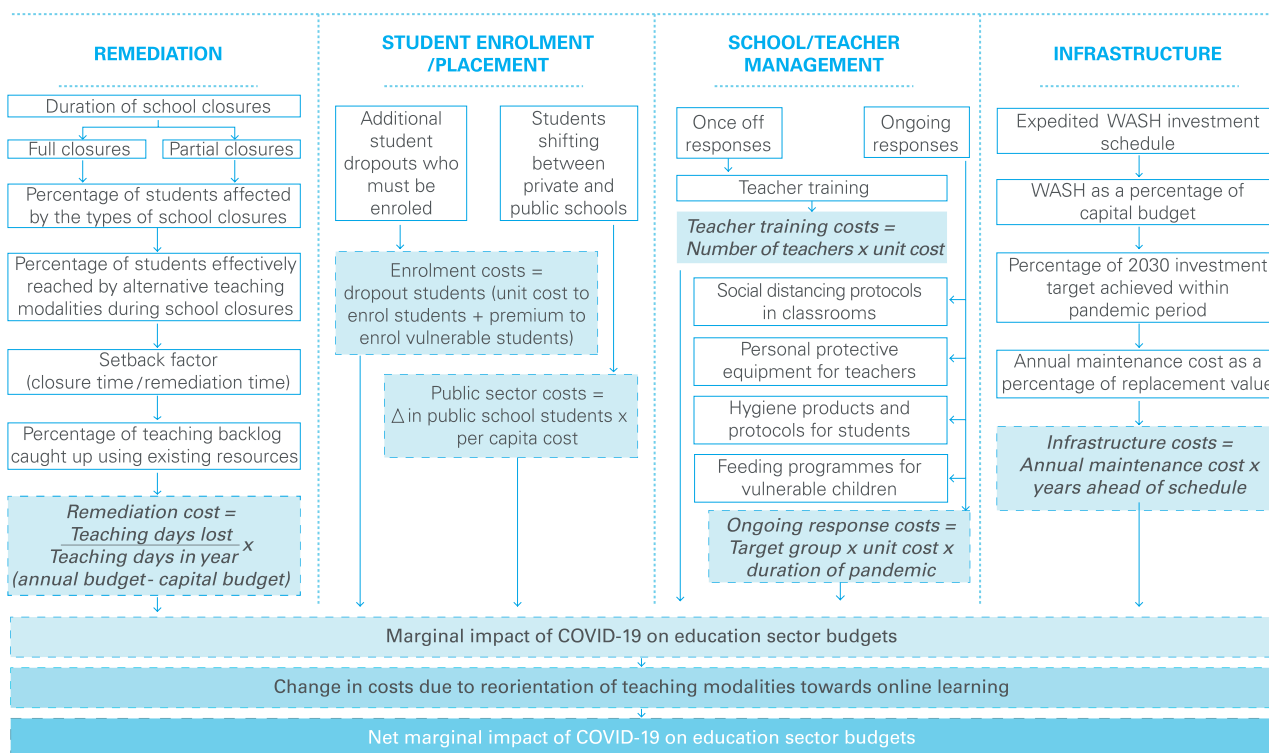 REMEDIATION
Duration of school closures
Full closures
Partial closures
Percentage of students affected
by the types of school closures
Percentage of students effectively
reached by alternative teaching
modalities during school closures
Setback factor
(closure time/remediation time)
Percentage of teaching backlog
caught up using existing resources
Remediation cost =
Teaching days lost
Teaching days in year x
(annual budget - capital budget)
STUDENT ENROLMENT
/PLACEMENT
Additional
student
dropouts who
must be
enroled
Students
shifting
between
private and
public schools
Enrolment costs =
dropout students (unit cost to
enrol students + premium to
enrol vulnerable students)
Public sector costs =
Δ in public school students x
per capita cost
SCHOOL/TEACHER
MANAGEMENT
Once off
responses
Ongoing
responses
Teacher training
Teacher training costs =
Number of teachers x unit cost
Social distancing protocols
in classrooms
Personal protective
equipment for teachers
Hygiene products and
protocols for students
Feeding programmes for
vulnerable children
Ongoing response costs =
Target group x unit cost x
duration of pandemic
INFRASTRUCTURE
Expedited WASH investment
schedule
WASH as a percentage of
capital budget
Percentage of 2030 investment
target achieved within
pandemic period
Annual maintenance cost as a
percentage of replacement value
Infrastructure costs =
Annual maintenance cost x
years ahead of schedule
Marginal impact of COVID-19 on education sector budgets
Change in costs due to reorientation of teaching modalities towards online learning
Net marginal impact of COVID-19 on education sector budgets